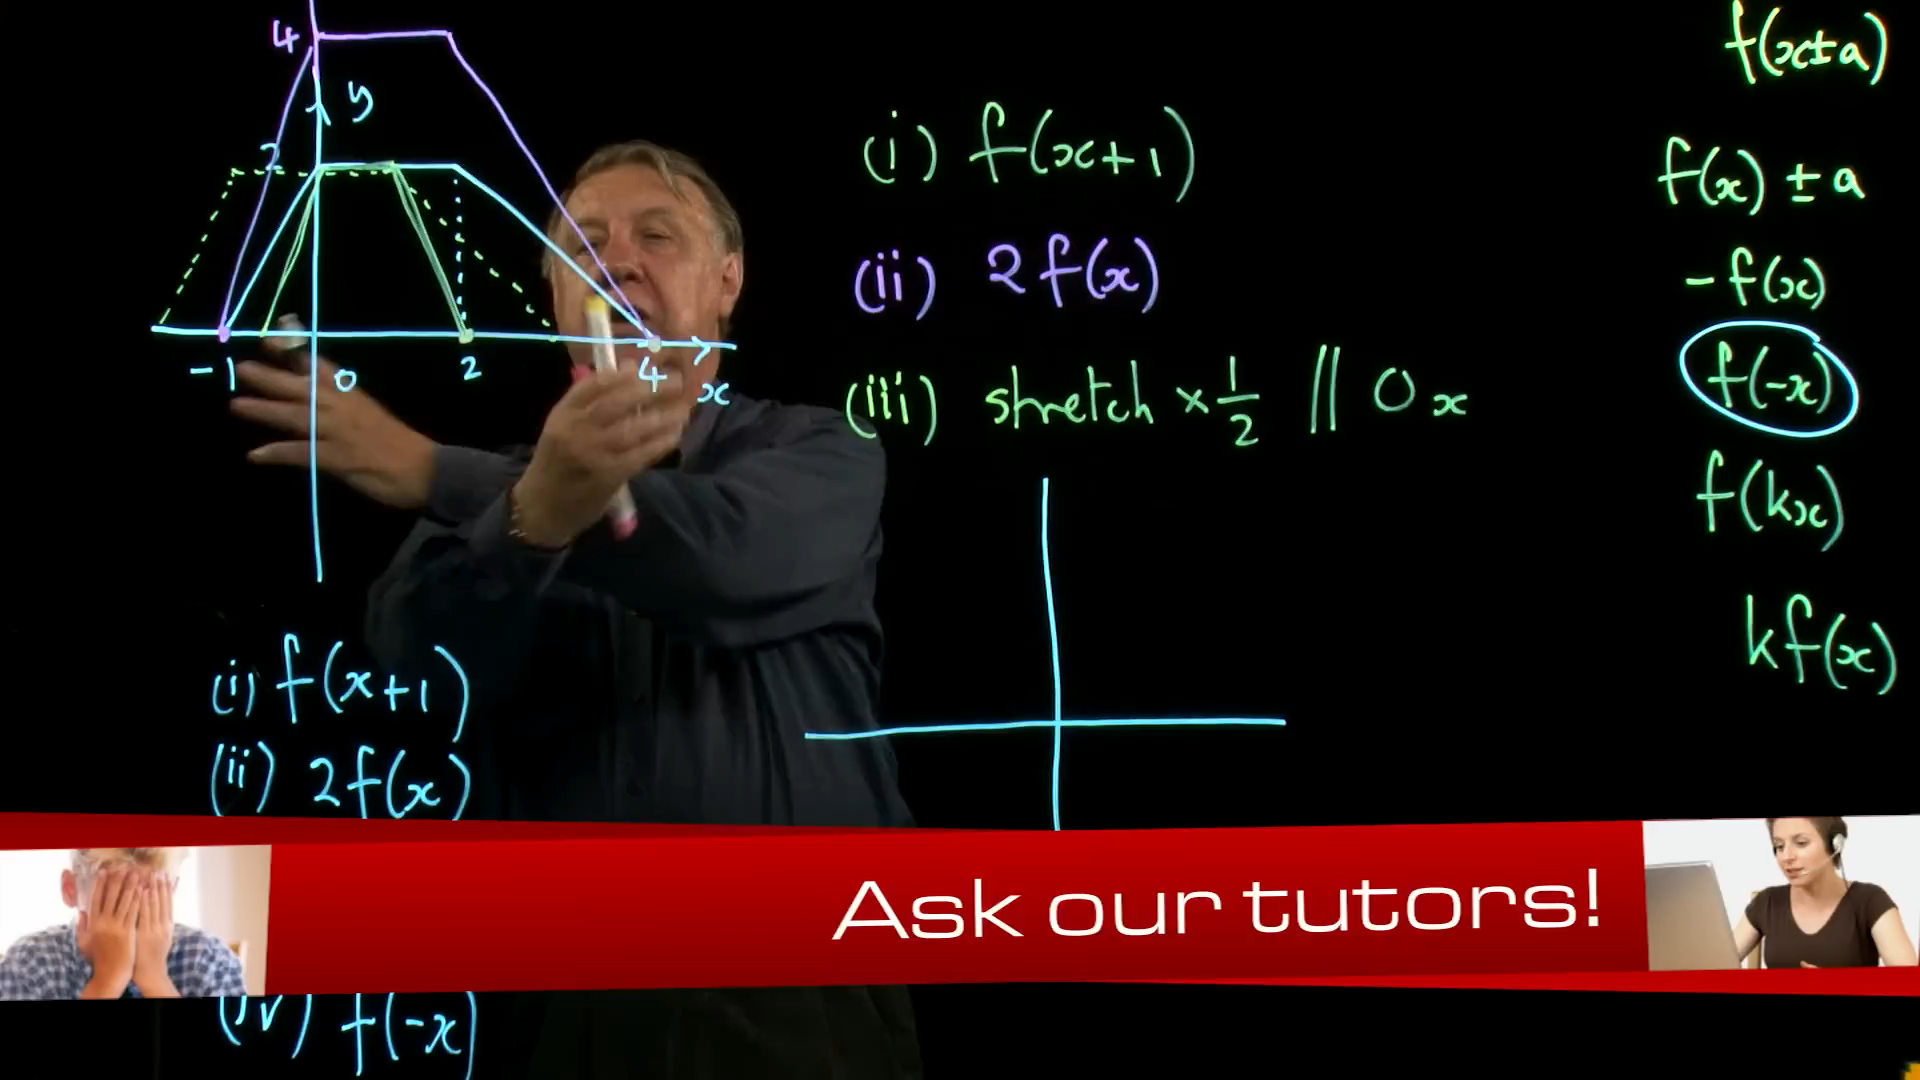 4
y
2
-1 0 2 4 x
(i) f(x+1)
(ii) 2f(x)
(iii) stretch × 1/2 // Ox
f(x±a)
f(x) ± a
-f(x)
f(-x)
f(kx)
kf(x)
(i) f(x+1)
(ii) 2f(x)
(iv) f(-x)
Ask our tutors!